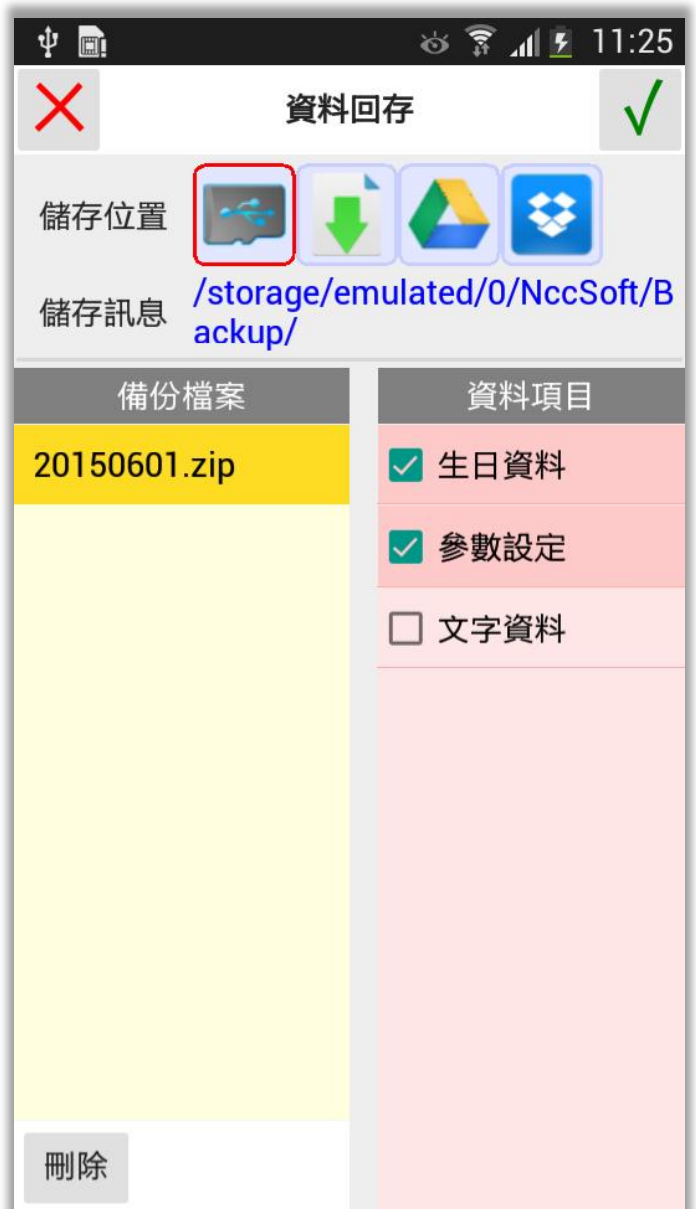 11:25
資料回存
儲存位置
儲存訊息
/storage/emulated/0/NccSoft/B
ackup/
備份檔案
資料項目
20150601.zip
生日資料
參數設定
文字資料
刪除